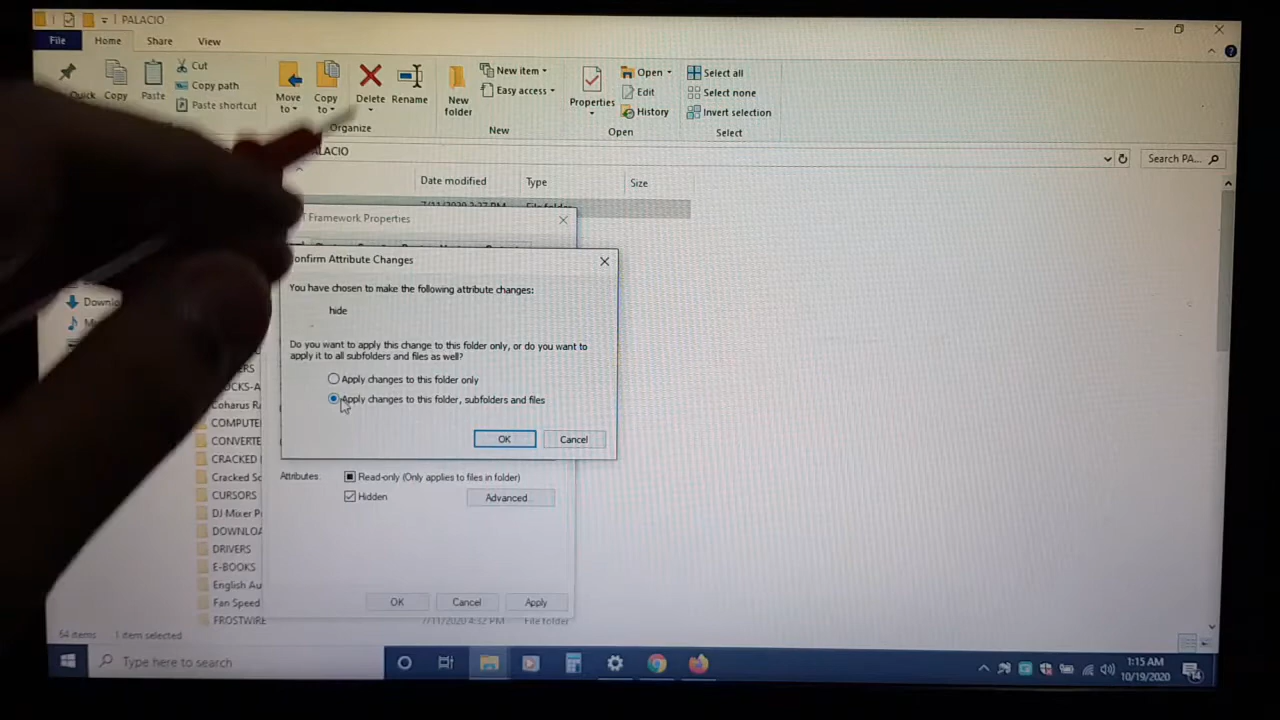 PALACIO
File Home Share View
Cut
Copy path
Paste shortcut
Copy Paste
Move to
Copy to
Delete
Rename
Organize
New folder
New item
Easy access
New
Properties
Open
Edit
History
Open
Select all
Select none
Invert selection
Select
Search PA...
Date modified Type Size
Framework Properties
Confirm Attribute Changes
You have chosen to make the following attribute changes:
hide
Do you want to apply this change to this folder only, or do you want to
apply it to all subfolders and files as well?
Apply changes to this folder only
Apply changes to this folder, subfolders and files
OK Cancel
Attributes: Read-only (Only applies to files in folder)
Hidden Advanced...
OK Cancel Apply
Coharus
COMPUTE
CONVERTE
CRACKED
Cracked
CURSORS
DJ Mixer
DOWNLOA
DRIVERS
E-BOOKS
English Au
Fan Speed
FROSTWIRE 7/11/2020 4:32 PM File folder
64 items 1 item selected
Type here to search
1:15 AM
10/19/2020